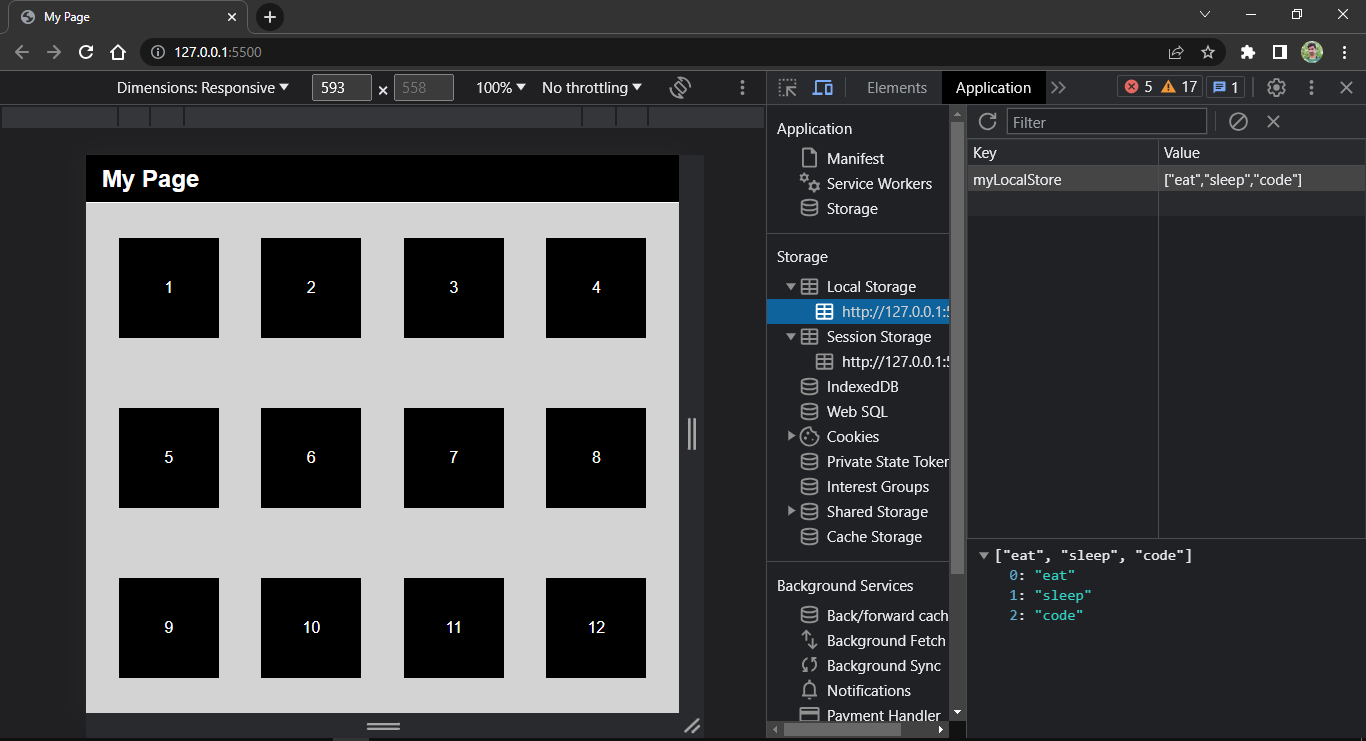 My Page
127.0.0.1:5500
Dimensions: Responsive 593 × 558 100% No throttling
Elements Application 5 17 1
My Page
1 2 3 4
5 6 7 8
9 10 11 12
Application
Manifest
Service Workers
Storage
Storage
Local Storage
http://127.0.0.1:5
Session Storage
http://127.0.0.1:5
IndexedDB
Web SQL
Cookies
Private State Token
Interest Groups
Shared Storage
Cache Storage
Background Services
Back/forward cach
Background Fetch
Background Sync
Notifications
Payment Handler
Filter
Key Value
myLocalStore ["eat","sleep","code"]
["eat", "sleep", "code"]
0: "eat"
1: "sleep"
2: "code"